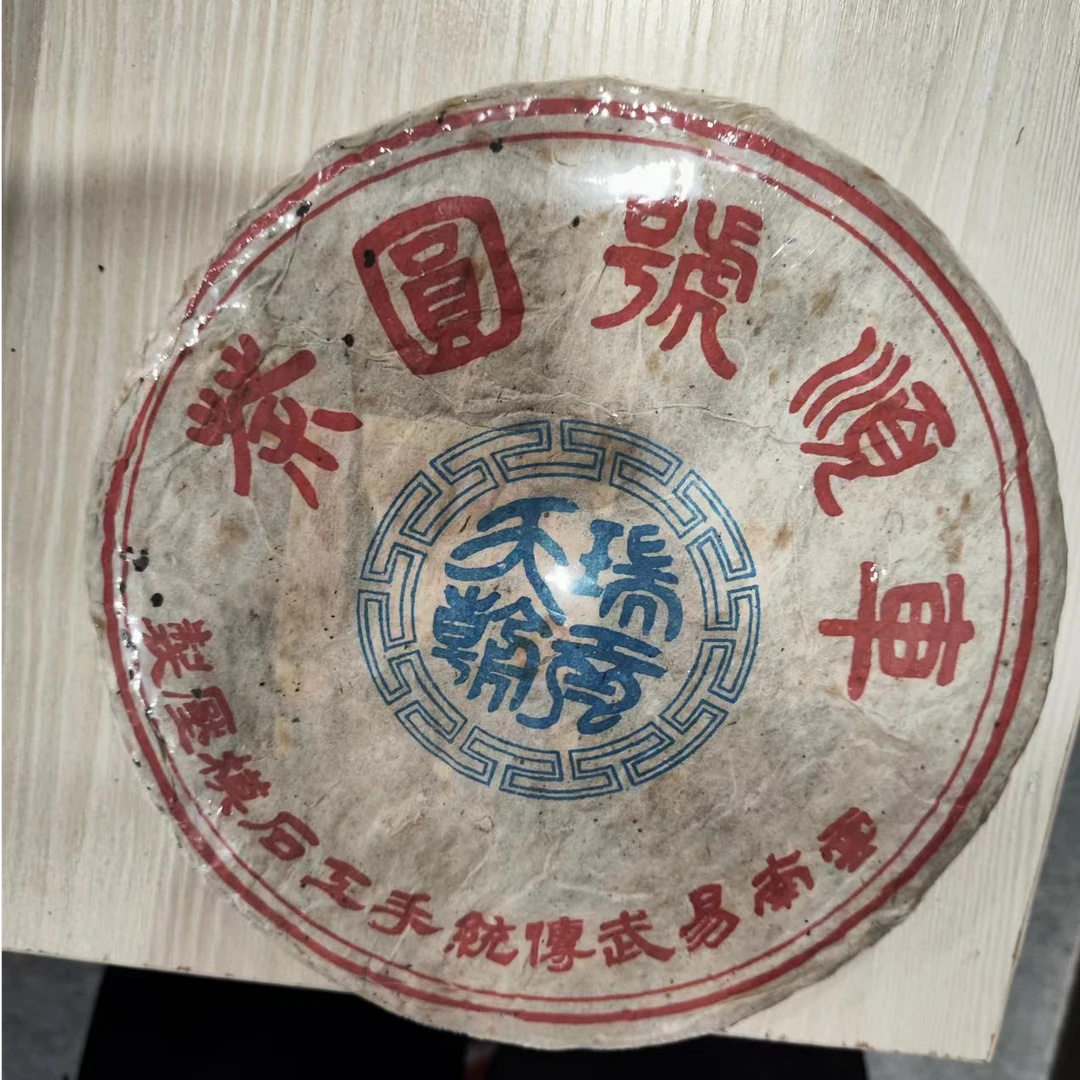 車順號圓茶
瑞貢
天朝
雲南易武傳統手工石模壓製